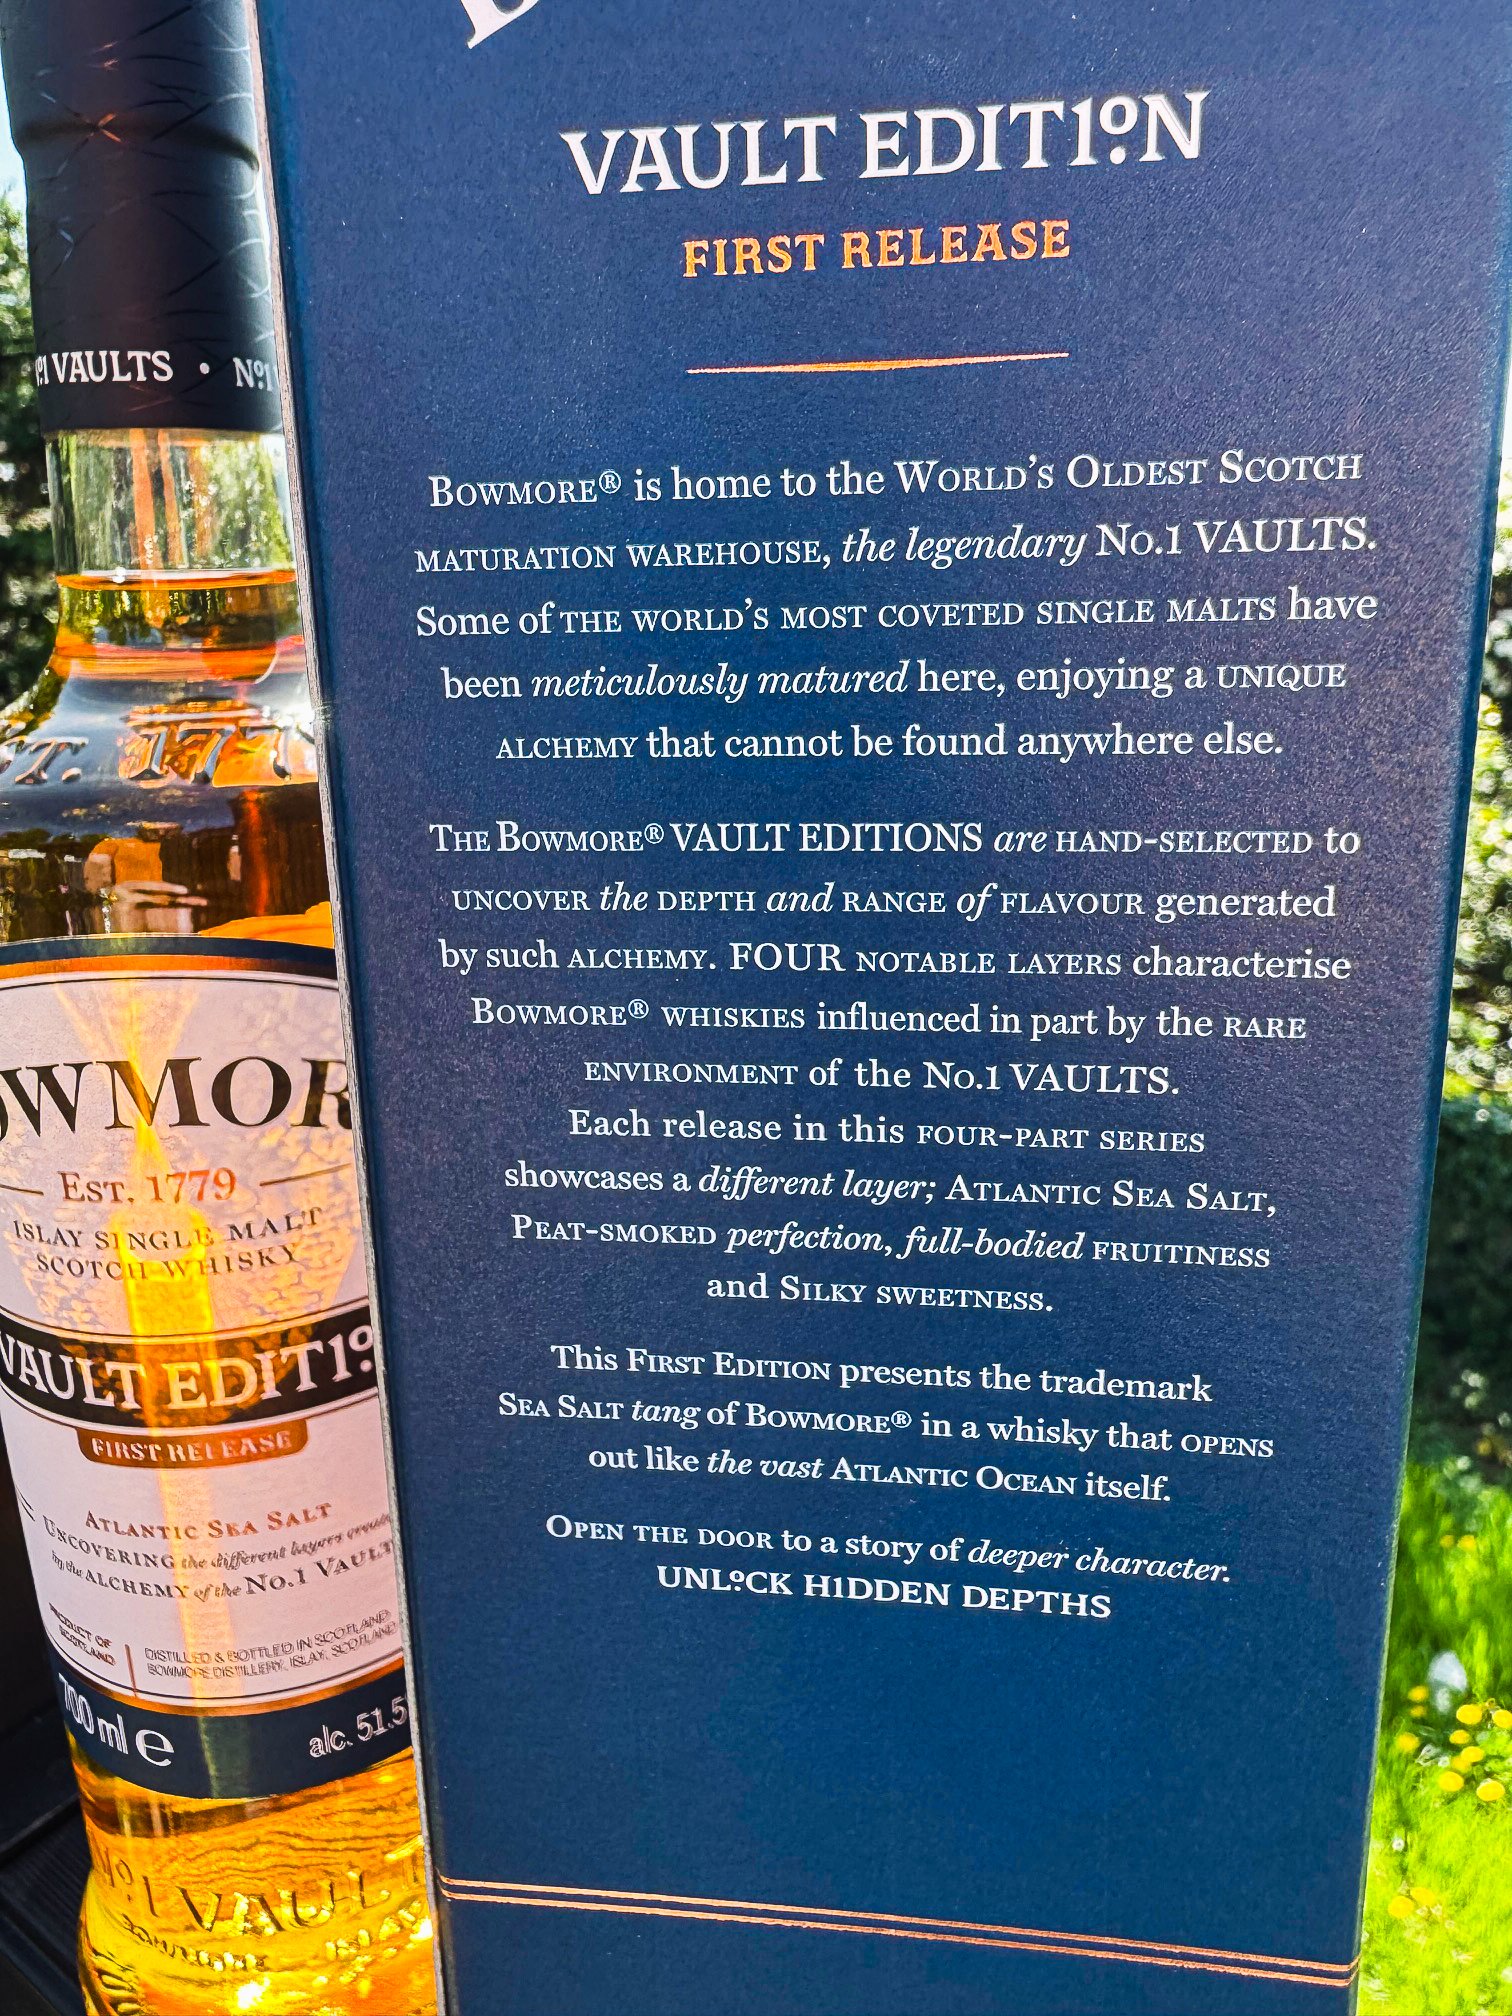 VAULT EDIT1ºN
FIRST RELEASE
BOWMORE® is home to the WORLD'S OLDEST SCOTCH
MATURATION WAREHOUSE, the legendary NO.1 VAULTS.
Some of THE WORLD'S MOST COVETED SINGLE MALTS have
been meticulously matured here, enjoying a UNIQUE
ALCHEMY that cannot be found anywhere else.
THE BOWMORE® VAULT EDITIONS are HAND-SELECTED to
UNCOVER the DEPTH and RANGE of FLAVOUR generated
by such ALCHEMY. FOUR NOTABLE LAYERS characterise
BOWMORE® WHISKIES influenced in part by the RARE
ENVIRONMENT of the NO.1 VAULTS.
Each release in this FOUR-PART SERIES
showcases a different layer; ATLANTIC SEA SALT,
PEAT-SMOKED perfection, full-bodied FRUITINESS
and SILKY SWEETNESS.
This FIRST EDITION presents the trademark
SEA SALT tang of BOWMORE® in a whisky that OPENS
out like the vast ATLANTIC OCEAN itself.
OPEN THE DOOR to a story of deeper character.
UNLºCK H1DDEN DEPTHS
Nº1 VAULTS • Nº1
ST. 177
OWMOR
EST. 1779
ISLAY SINGLE MALT
SCOTCH WHISKY
VAULT EDIT1º
FIRST RELEASE
ATLANTIC SEA SALT
UNCOVERING the different layers
by the ALCHEMY of the NO.1 VAULT
PRODUCT OF
SCOTLAND
DISTILLED & BOTTLED IN SCOTLAND
BOWMORE DISTILLERY, ISLAY, SCOTLAND
700 ml e
alc. 51.5
Nº1 VAUL
BOWMORE